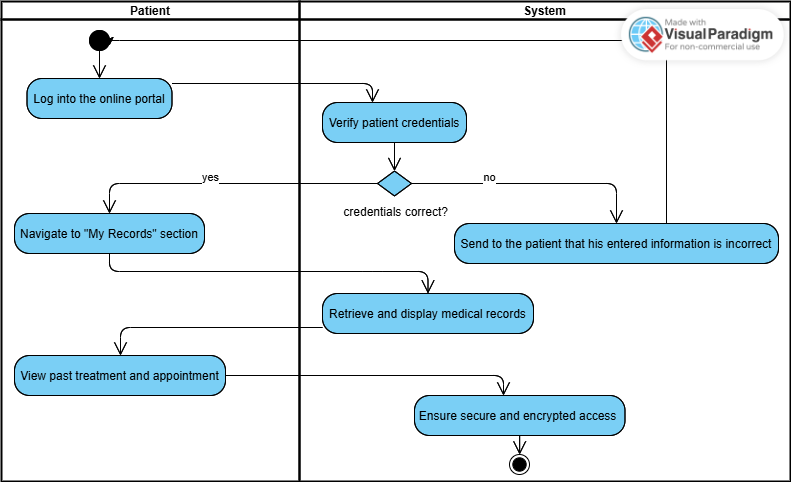 Patient
System
Made with
VisualParadigm
For non-commercial use
Log into the online portal
Verify patient credentials
yes
no
credentials correct?
Navigate to "My Records" section
Send to the patient that his entered information is incorrect
Retrieve and display medical records
View past treatment and appointment
Ensure secure and encrypted access